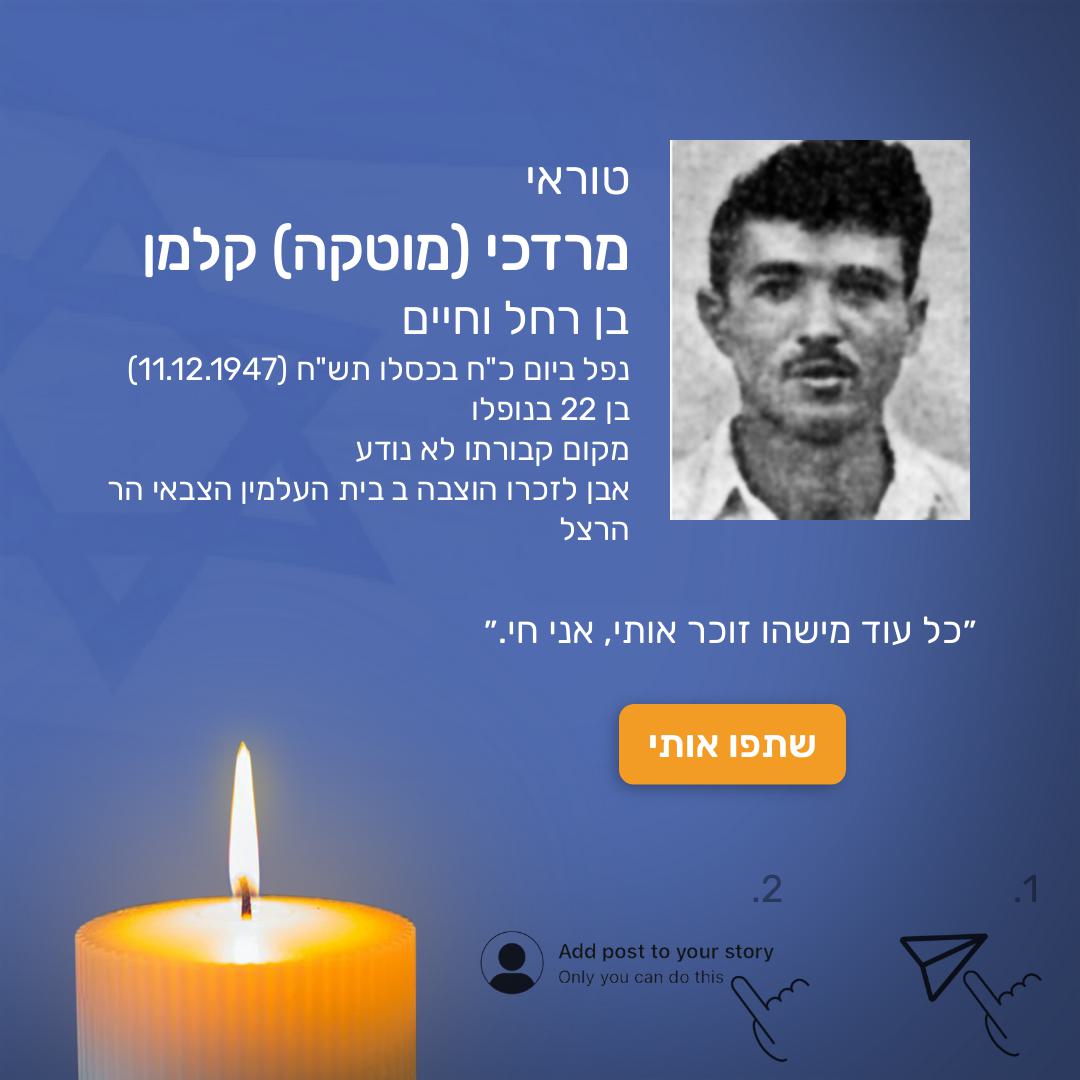 טוראי
מרדכי (מוטקה) קלמן
בן רחל וחיים
נפל ביום כ"ח בכסלו תש"ח (11.12.1947)
בן 22 בנופלו
מקום קבורתו לא נודע
אבן לזכרו הוצבה ב בית העלמין הצבאי הר
הרצל
״כל עוד מישהו זוכר אותי, אני חי.״
שתפו אותי
.1
.2
Add post to your story
Only you can do this